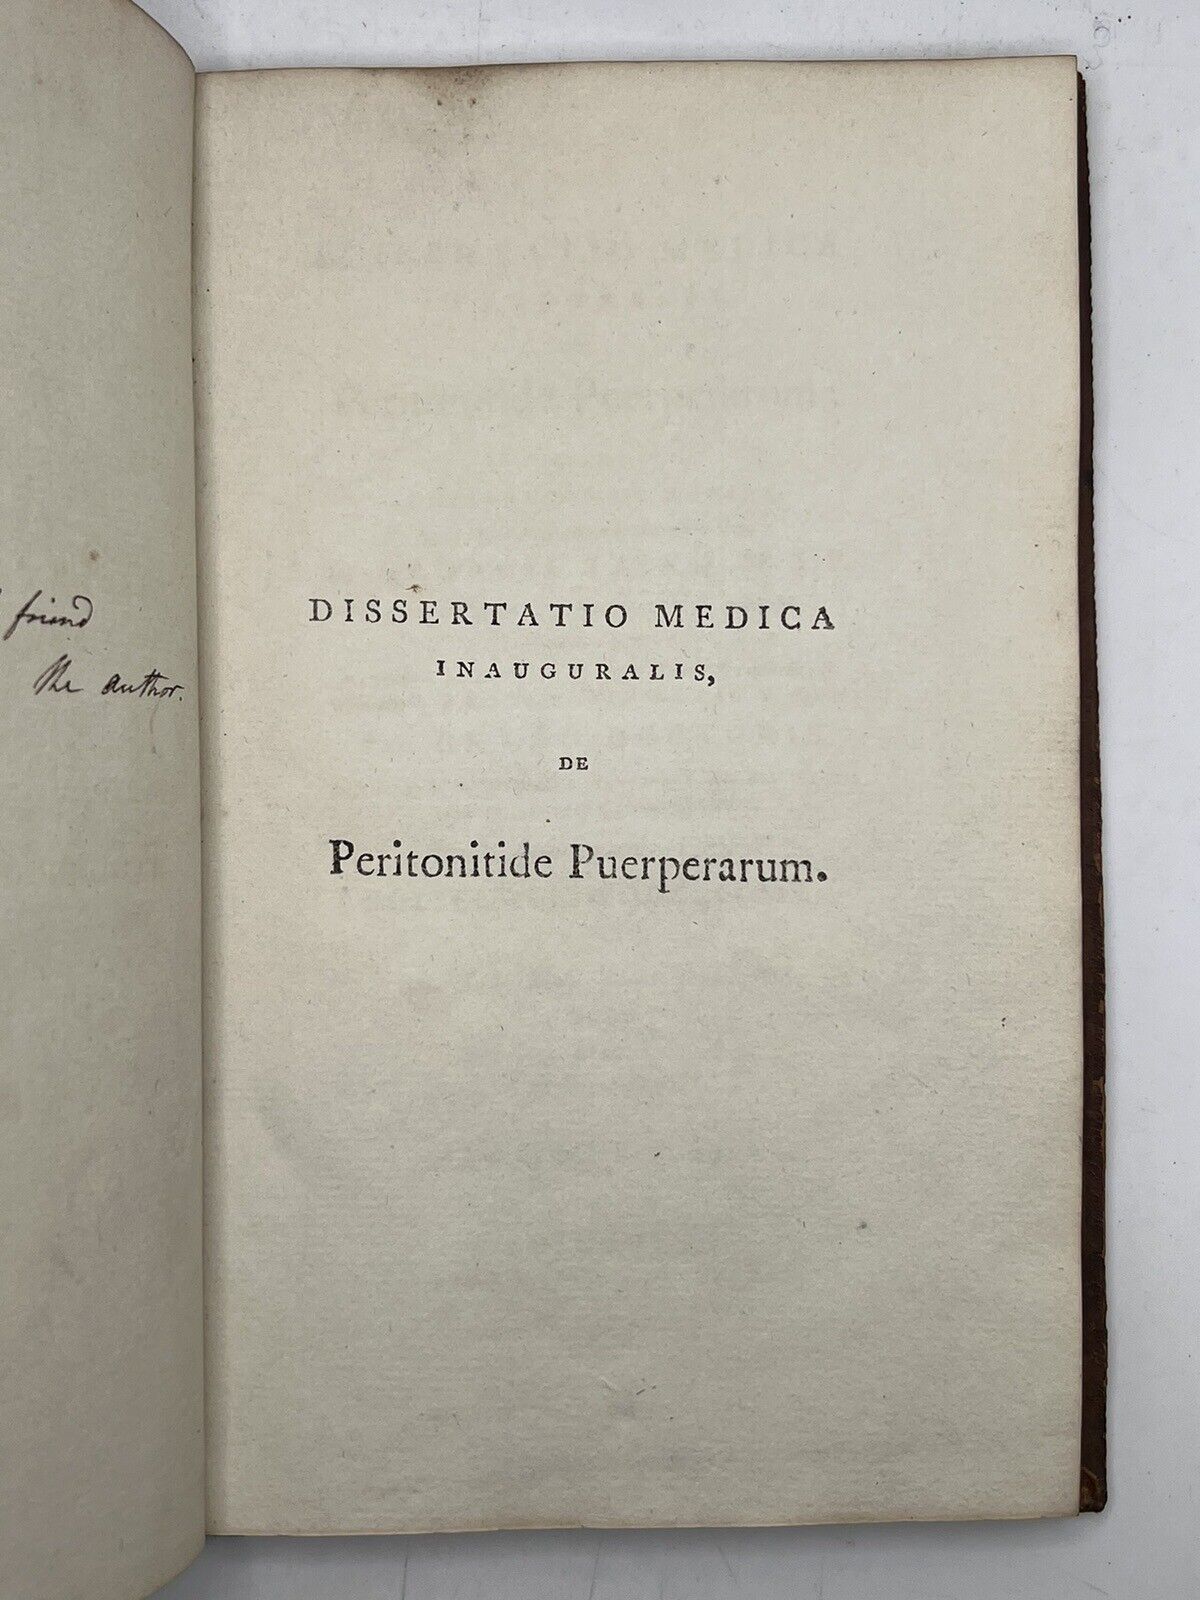 friend
the author.
DISSERTATIO MEDICA
INAUGURALIS,
DE
Peritonitide Puerperarum.